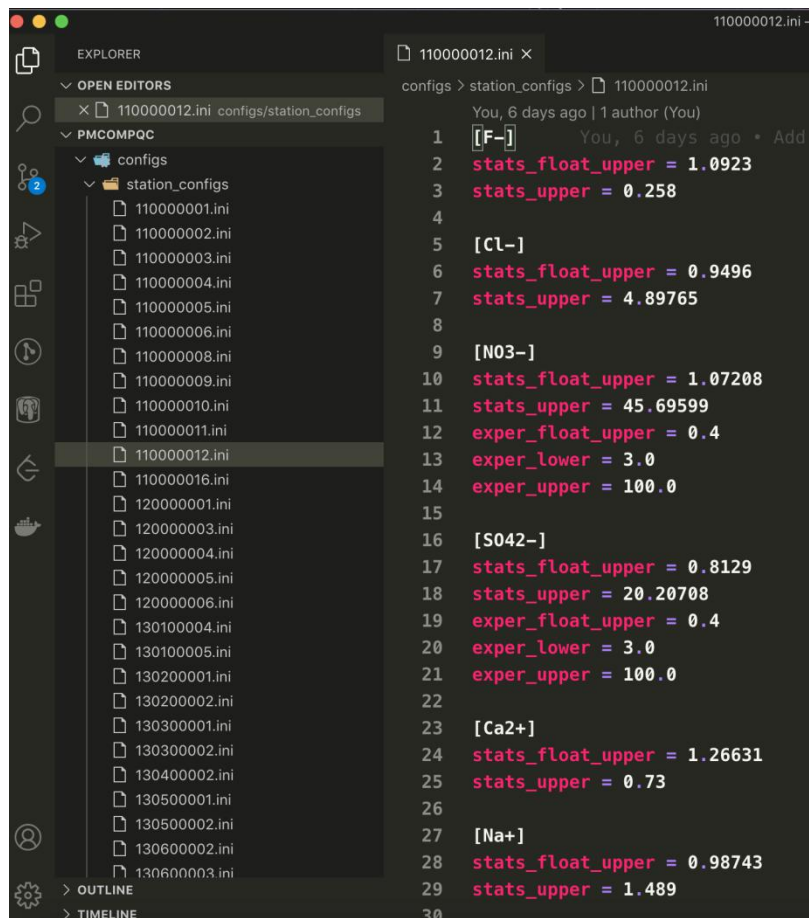 110000012.ini -
EXPLORER
OPEN EDITORS
110000012.ini configs/station_configs
PMCOMPQC
configs
station_configs
110000001.ini
110000002.ini
110000003.ini
110000004.ini
110000005.ini
110000006.ini
110000008.ini
110000009.ini
110000010.ini
110000011.ini
110000012.ini
110000016.ini
120000001.ini
120000003.ini
120000004.ini
120000005.ini
120000006.ini
130100004.ini
130100005.ini
130200001.ini
130200002.ini
130300001.ini
130300002.ini
130400002.ini
130500001.ini
130500002.ini
130600002.ini
130600003.ini
OUTLINE
TIMELINE
2
110000012.ini ×
configs > station_configs > 110000012.ini
You, 6 days ago | 1 author (You)
1 [F-] You, 6 days ago • Add
2 stats_float_upper = 1.0923
3 stats_upper = 0.258
4
5 [Cl-]
6 stats_float_upper = 0.9496
7 stats_upper = 4.89765
8
9 [NO3-]
10 stats_float_upper = 1.07208
11 stats_upper = 45.69599
12 exper_float_upper = 0.4
13 exper_lower = 3.0
14 exper_upper = 100.0
15
16 [SO42-]
17 stats_float_upper = 0.8129
18 stats_upper = 20.20708
19 exper_float_upper = 0.4
20 exper_lower = 3.0
21 exper_upper = 100.0
22
23 [Ca2+]
24 stats_float_upper = 1.26631
25 stats_upper = 0.73
26
27 [Na+]
28 stats_float_upper = 0.98743
29 stats_upper = 1.489
30